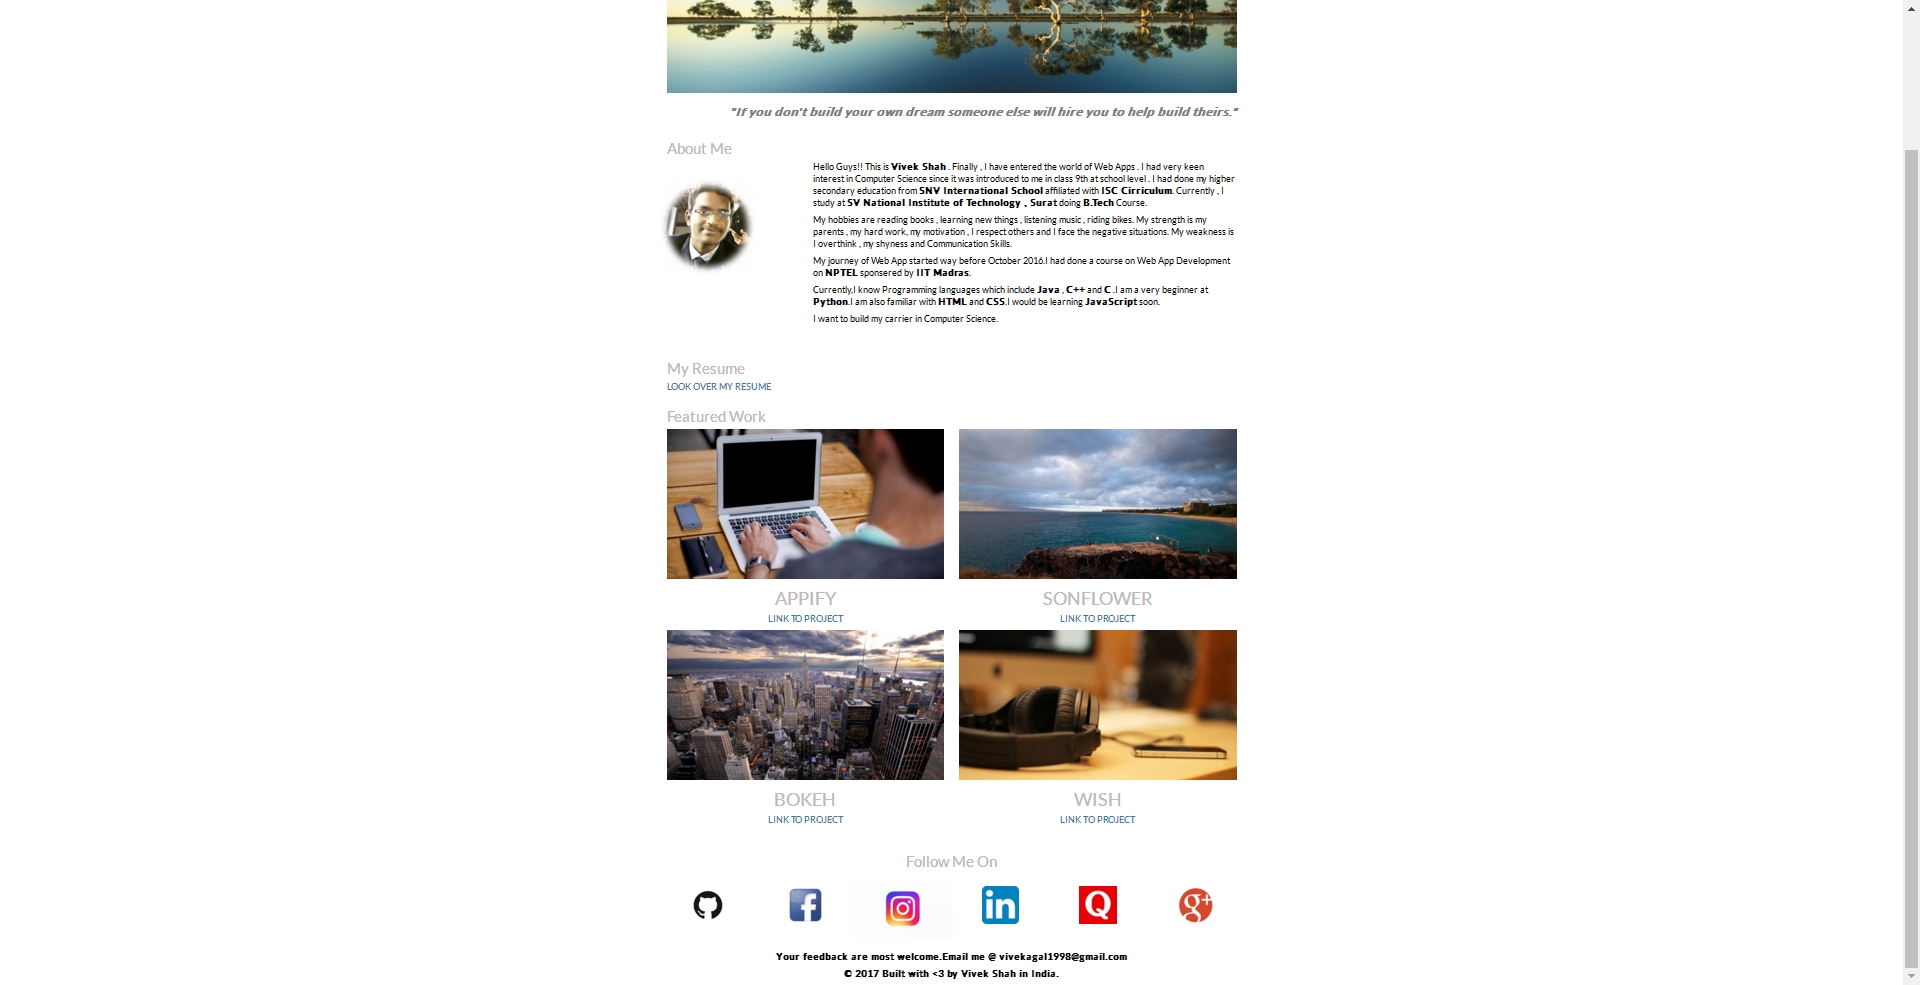 "If you don't build your own dream someone else will hire you to help build theirs."
About Me
Hello Guys!! This is Vivek Shah . Finally , I have entered the world of Web Apps . I had very keen
interest in Computer Science since it was introduced to me in class 9th at school level . I had done my higher
secondary education from SNV International School affiliated with ISC Cirriculum. Currently , I
study at SV National Institute of Technology , Surat doing B.Tech Course.
My hobbies are reading books , learning new things , listening music , riding bikes. My strength is my
parents , my hard work, my motivation , I respect others and I face the negative situations. My weakness is
I overthink , my shyness and Communication Skills.
My journey of Web App started way before October 2016.I had done a course on Web App Development
on NPTEL sponsered by IIT Madras.
Currently,I know Programming languages which include Java , C++ and C .I am a very beginner at
Python.I am also familiar with HTML and CSS.I would be learning JavaScript soon.
I want to build my carrier in Computer Science.
My Resume
LOOK OVER MY RESUME
Featured Work
APPIFY
SONFLOWER
LINK TO PROJECT
LINK TO PROJECT
BOKEH
WISH
LINK TO PROJECT
LINK TO PROJECT
Follow Me On
f
in
Q
g+
Your feedback are most welcome.Email me @ vivekagal1998@gmail.com
© 2017 Built with <3 by Vivek Shah in India.